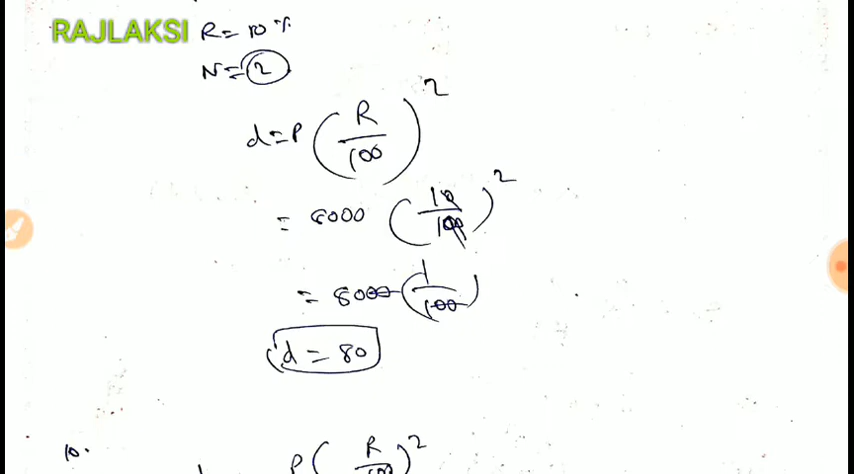 RAJLAKSI R = 10 %
N = 2
d = P ( R / 100 )²
= 8000 ( 10 / 100 )²
= 8000 ( 1 / 100 )
d = 80
10.
P ( R / 100 )²